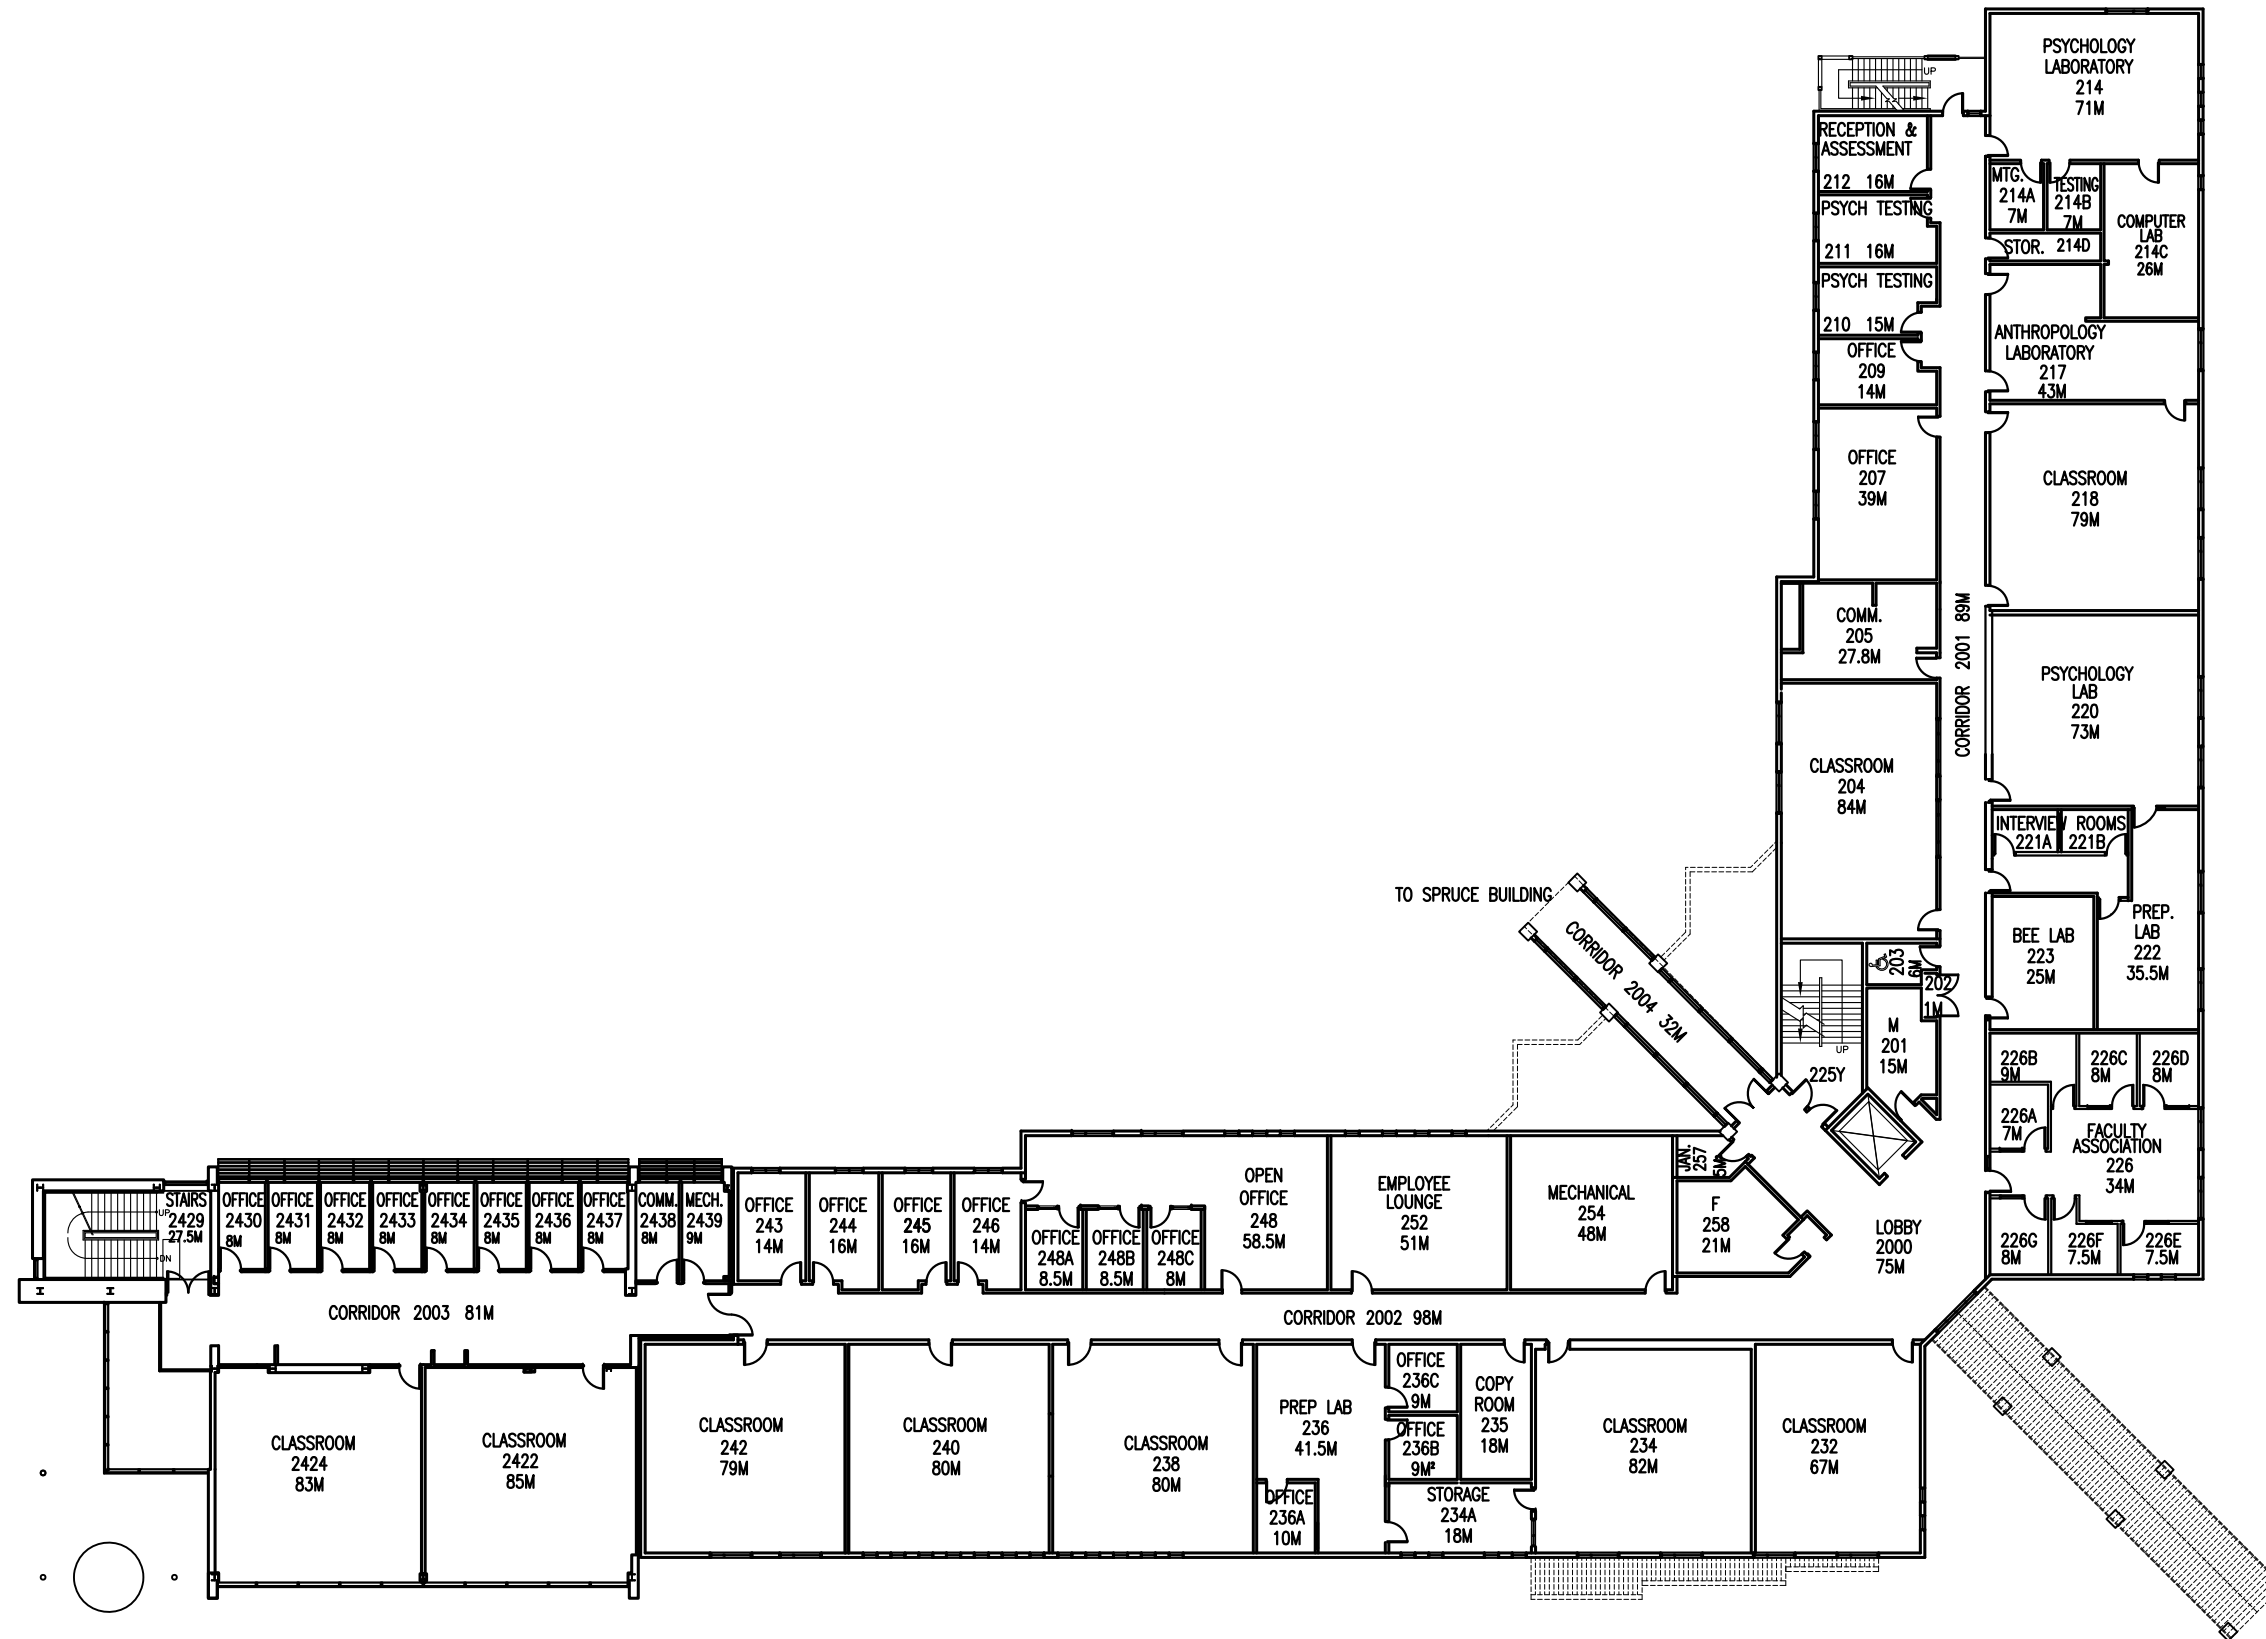 PSYCHOLOGY
LABORATORY
214
71M
UP
RECEPTION &
ASSESSMENT
212 16M
MTG.
214A
7M
TESTING
214B
7M
COMPUTER
LAB
214C
26M
PSYCH TESTING
211 16M
STOR. 214D
PSYCH TESTING
210 15M
ANTHROPOLOGY
LABORATORY
217
43M
OFFICE
209
14M
OFFICE
207
39M
CLASSROOM
218
79M
COMM.
205
27.8M
CORRIDOR 2001 89M
PSYCHOLOGY
LAB
220
73M
CLASSROOM
204
84M
INTERVIEW ROOMS
221A 221B
TO SPRUCE BUILDING
CORRIDOR 2004 32M
BEE LAB
223
25M
PREP.
LAB
222
35.5M
203
6M
202
1M
M
201
15M
UP
225Y
226B
9M
226C
8M
226D
8M
226A
7M
FACULTY
ASSOCIATION
226
34M
226G
8M
226F
7.5M
226E
7.5M
LOBBY
2000
75M
JAN.
257
5M
F
258
21M
MECHANICAL
254
48M
EMPLOYEE
LOUNGE
252
51M
OPEN
OFFICE
248
58.5M
OFFICE
248A
8.5M
OFFICE
248B
8.5M
OFFICE
248C
8M
OFFICE
243
14M
OFFICE
244
16M
OFFICE
245
16M
OFFICE
246
14M
UP
DN
STAIRS
2429
27.5M
OFFICE
2430
8M
OFFICE
2431
8M
OFFICE
2432
8M
OFFICE
2433
8M
OFFICE
2434
8M
OFFICE
2435
8M
OFFICE
2436
8M
OFFICE
2437
8M
COMM.
2438
8M
MECH.
2439
9M
CORRIDOR 2003 81M
CORRIDOR 2002 98M
CLASSROOM
2424
83M
CLASSROOM
2422
85M
CLASSROOM
242
79M
CLASSROOM
240
80M
CLASSROOM
238
80M
PREP LAB
236
41.5M
OFFICE
236A
10M
OFFICE
236C
9M
OFFICE
236B
9M²
COPY
ROOM
235
18M
STORAGE
234A
18M
CLASSROOM
234
82M
CLASSROOM
232
67M